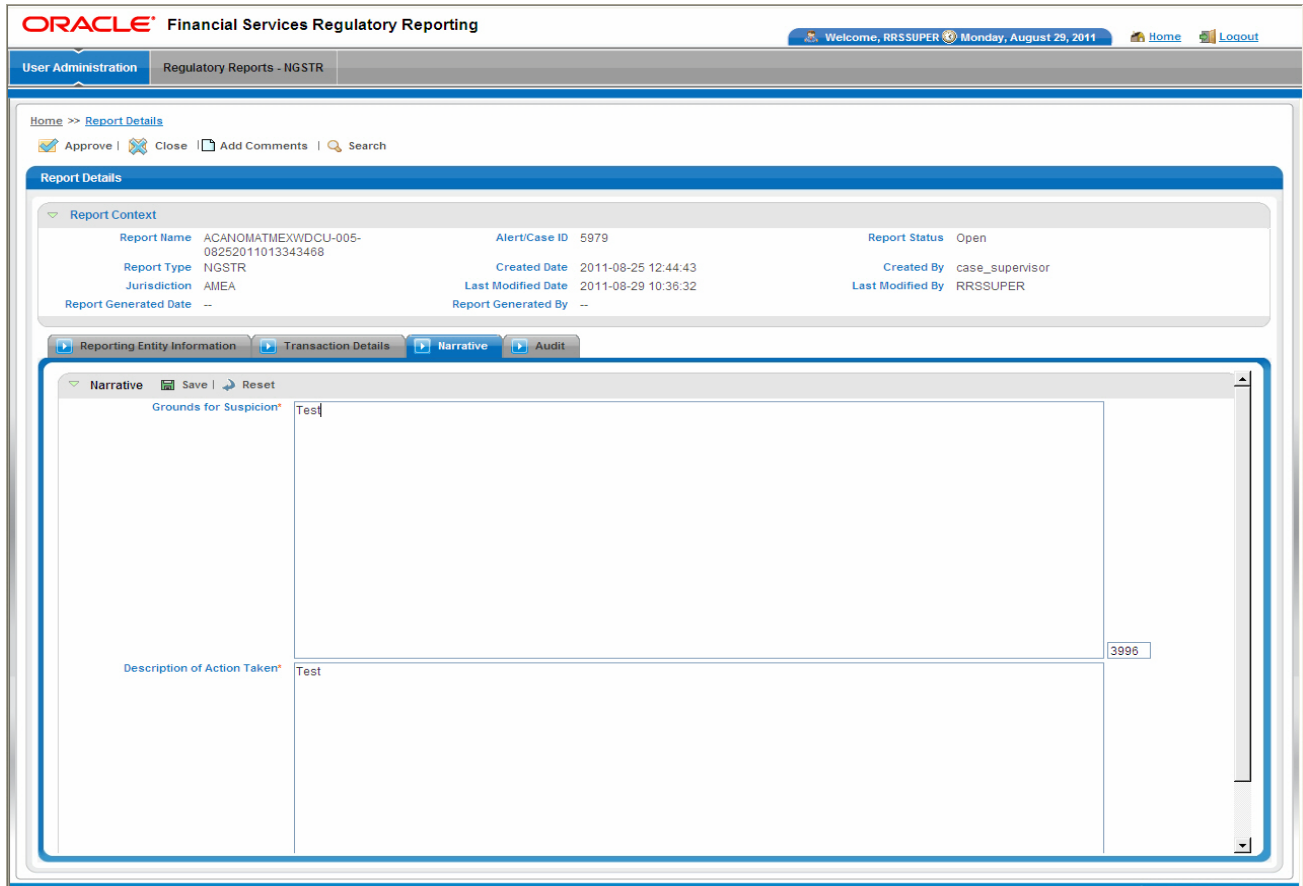 ORACLE Financial Services Regulatory Reporting
Welcome, RRSSUPER Monday, August 29, 2011 Home Logout
User Administration Regulatory Reports - NGSTR
Home >> Report Details
Approve | Close | Add Comments | Search
Report Details
Report Context
Report Name ACANOMATMEXWDCU-005- Alert/Case ID 5979 Report Status Open
08252011013343468
Report Type NGSTR Created Date 2011-08-25 12:44:43 Created By case_supervisor
Jurisdiction AMEA Last Modified Date 2011-08-29 10:36:32 Last Modified By RRSSUPER
Report Generated Date -- Report Generated By --
Reporting Entity Information Transaction Details Narrative Audit
Narrative Save | Reset
Grounds for Suspicion* Test
3996
Description of Action Taken* Test